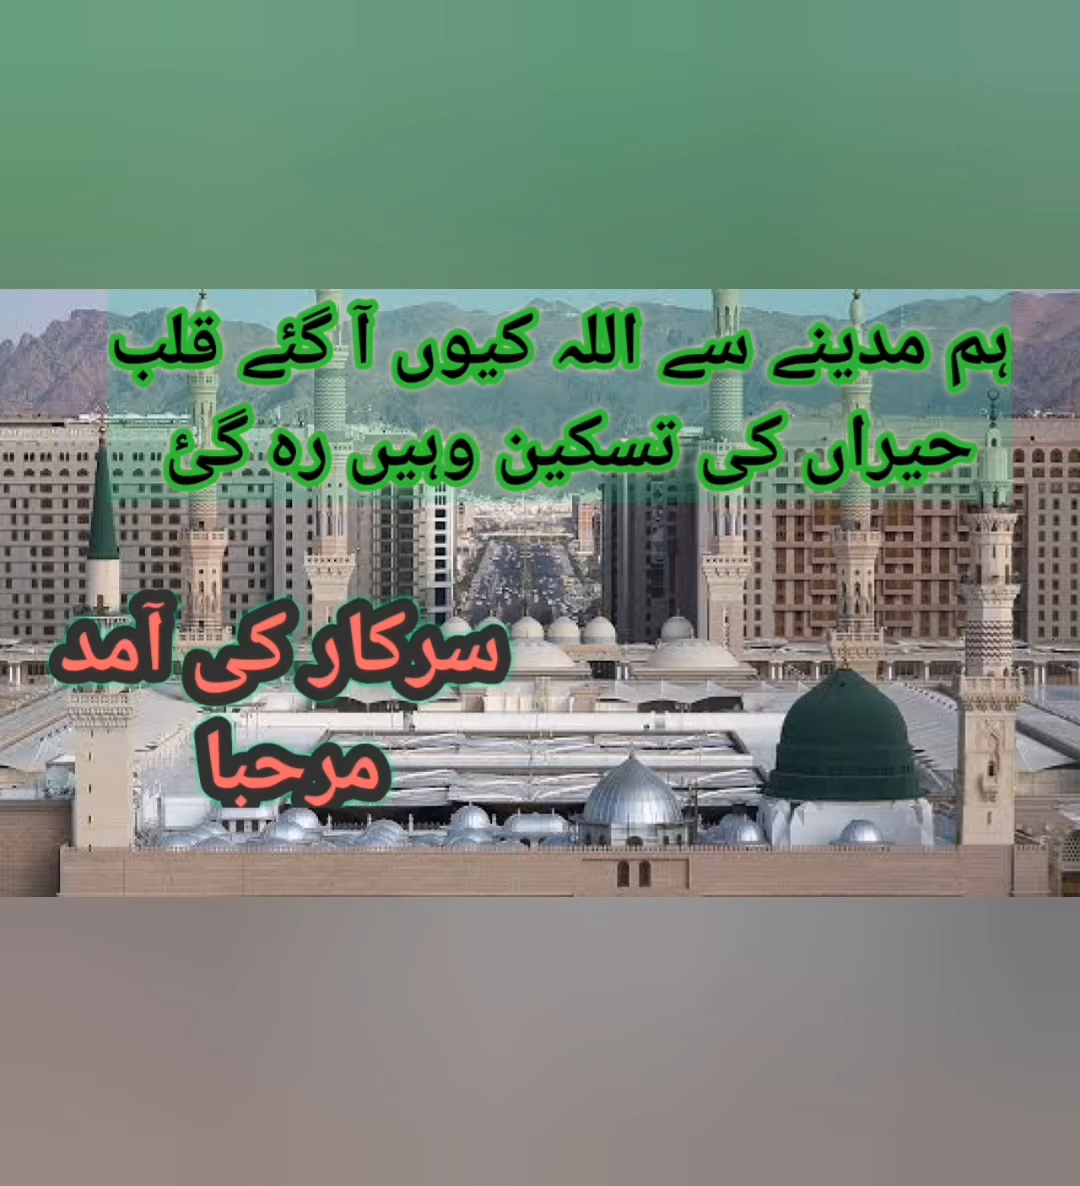 ہم مدینے سے اللہ کیوں آ گئے قلب
حیراں کی تسکین وہیں رہ گئ
سرکار کی آمد
مرحبا